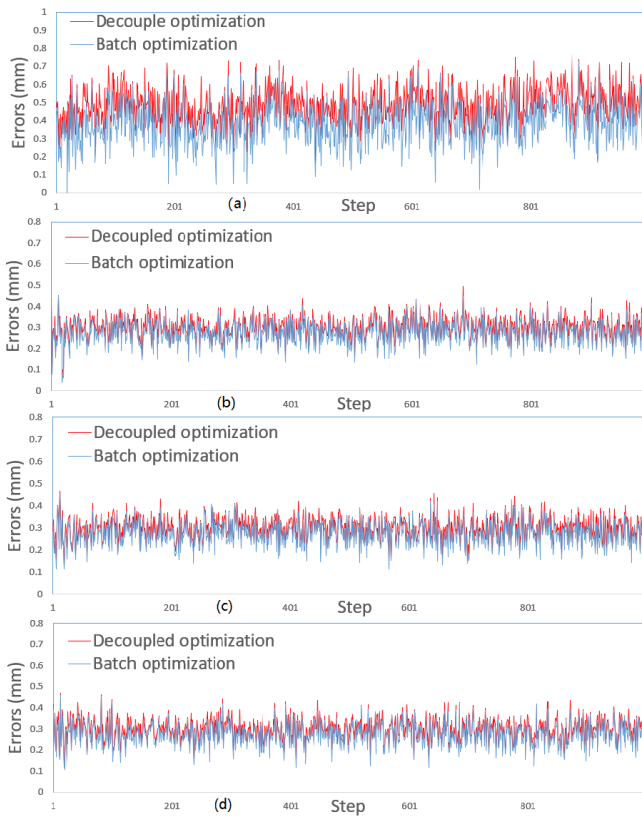 1
0.9
0.8
0.7
0.6
0.5
0.4
0.3
0.2
0.1
0
Errors (mm)
Decouple optimization
Batch optimization
1 201 401 601 801
(a) Step
0.8
0.7
0.6
0.5
0.4
0.3
0.2
0.1
0
Errors (mm)
Decoupled optimization
Batch optimization
1 201 401 601 801
(b) Step
0.8
0.7
0.6
0.5
0.4
0.3
0.2
0.1
0
Errors (mm)
Decoupled optimization
Batch optimization
1 201 401 601 801
(c) Step
0.8
0.7
0.6
0.5
0.4
0.3
0.2
0.1
0
Errors (mm)
Decoupled optimization
Batch optimization
1 201 401 601 801
(d) Step